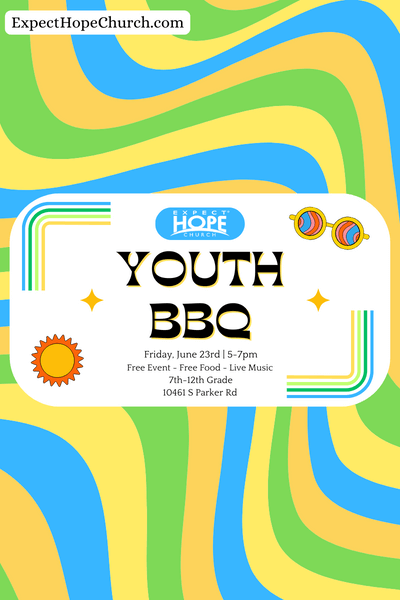 ExpectHopeChurch.com
EXPECT
HOPE
CHURCH
YOUTH
BBQ
Friday, June 23rd | 5-7pm
Free Event - Free Food - Live Music
7th-12th Grade
10461 S Parker Rd